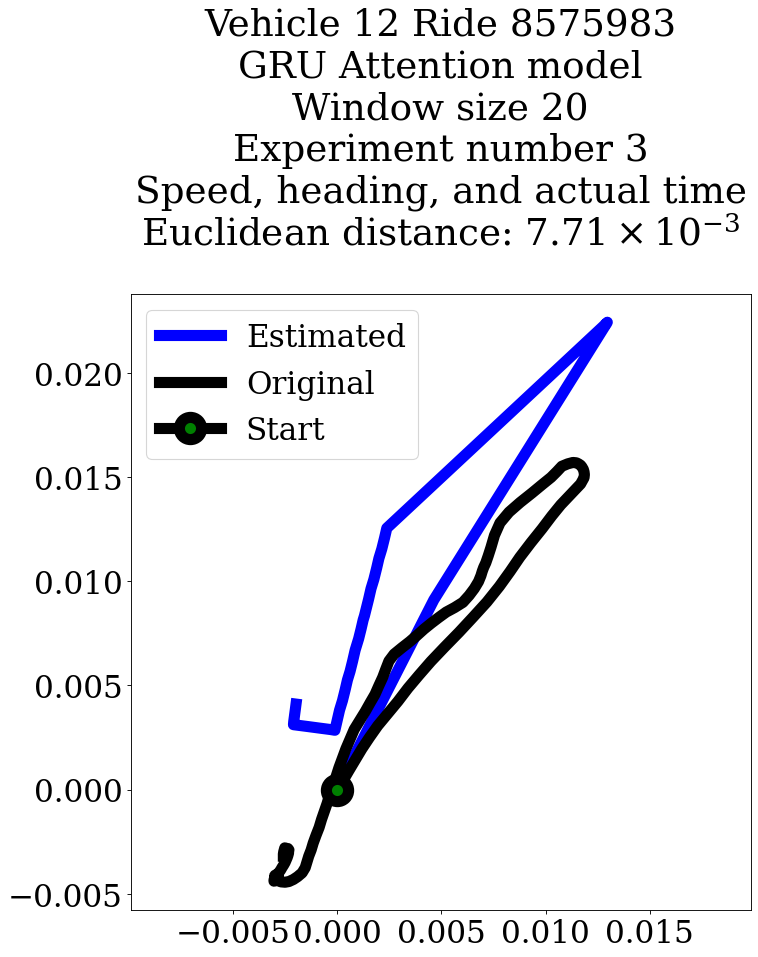 Vehicle 12 Ride 8575983
GRU Attention model
Window size 20
Experiment number 3
Speed, heading, and actual time
Euclidean distance: 7.71 × 10⁻³
Estimated
Original
Start
0.020
0.015
0.010
0.005
0.000
−0.005
−0.005 0.000 0.005 0.010 0.015